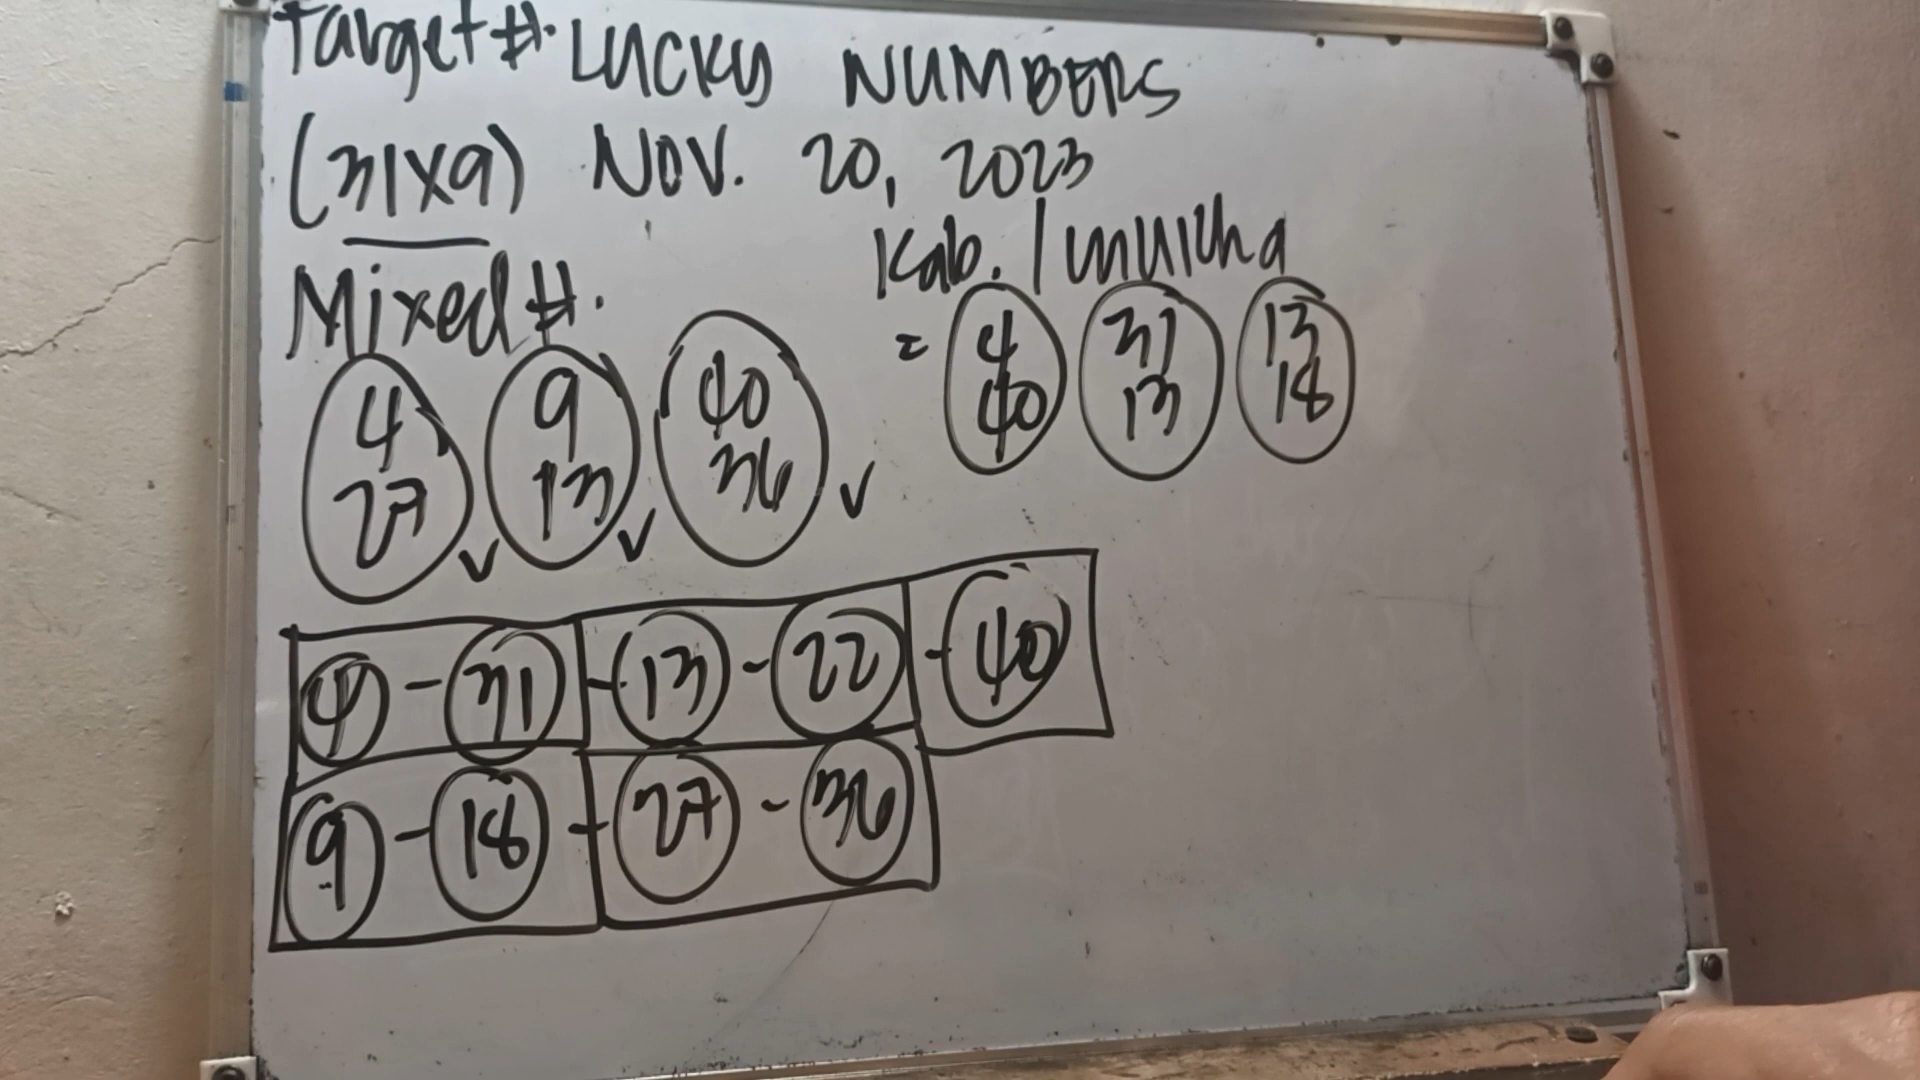 Target #. LUCKY NUMBERS
(31x9) NOV. 20, 2023
Mixed #.
Kab. / mukha
4 9 40
27 13 36
= 4 31 13
40 13 18
4 - 31 - 13 - 22 - 40
9 - 18 - 27 - 36